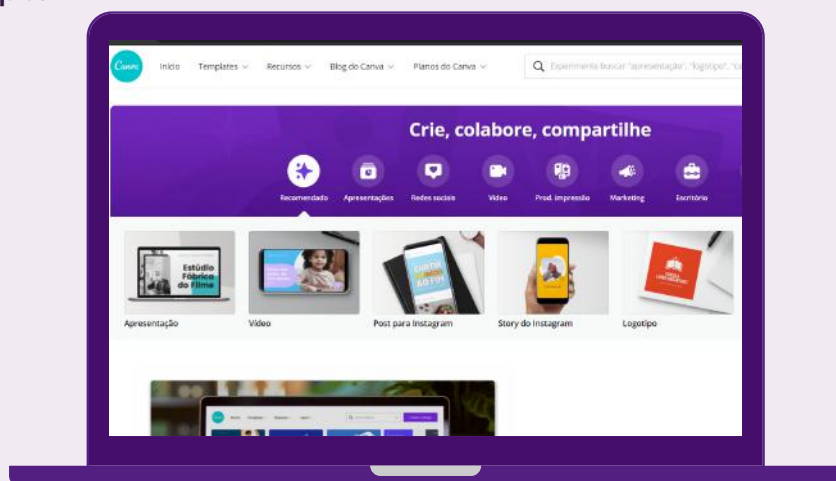 Canva
Início
Templates
Recursos
Blog do Canva
Planos do Canva
Experimente buscar "apresentação", "logotipo",
Crie, colabore, compartilhe
Recomendado
Apresentações
Redes sociais
Vídeo
Prod. impressão
Marketing
Escritório
Estúdio
Fábrica
do Filme
CURTIR
Apresentação
Vídeo
Post para Instagram
Story do Instagram
Logotipo